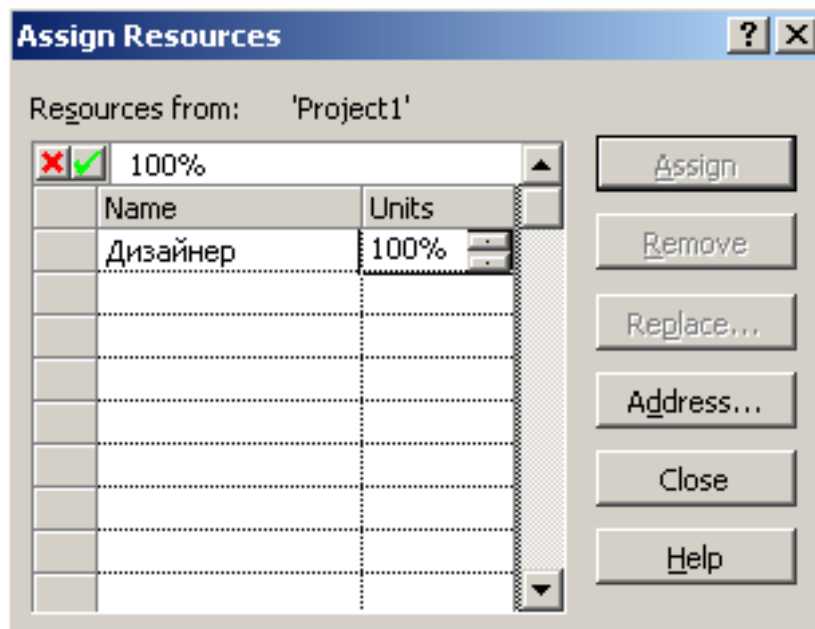 Assign Resources
Resources from: 'Project1'
100%
Name Units
Дизайнер 100%
Assign
Remove
Replace...
Address...
Close
Help